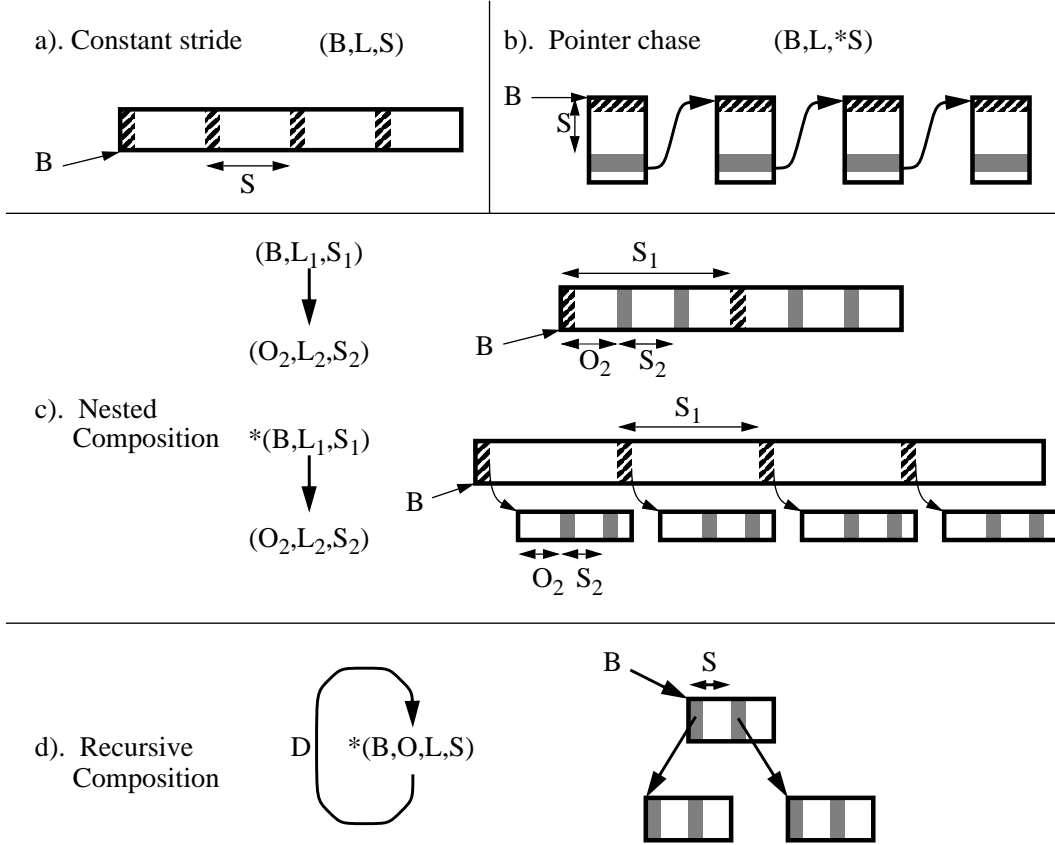 a). Constant stride (B,L,S)
B
S
b). Pointer chase (B,L,*S)
B
S
(B,L1,S1)
(O2,L2,S2)
S1
B
O2 S2
c). Nested
Composition
*(B,L1,S1)
(O2,L2,S2)
S1
B
O2 S2
d). Recursive
Composition
D
*(B,O,L,S)
B
S